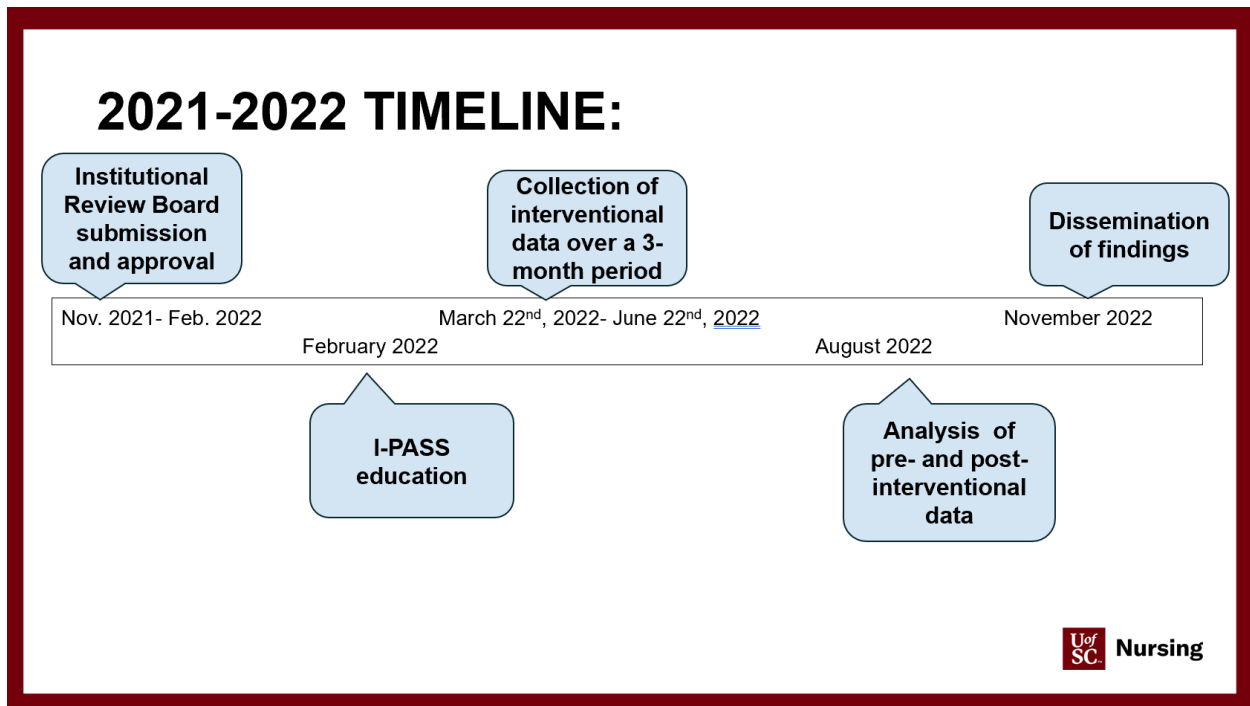 2021-2022 TIMELINE:
Institutional
Review Board
submission
and approval
Collection of
interventional
data over a 3-
month period
Dissemination
of findings
Nov. 2021- Feb. 2022
March 22nd, 2022- June 22nd, 2022
November 2022
February 2022
August 2022
I-PASS
education
Analysis  of
pre- and post-
interventional
data
UofSC Nursing